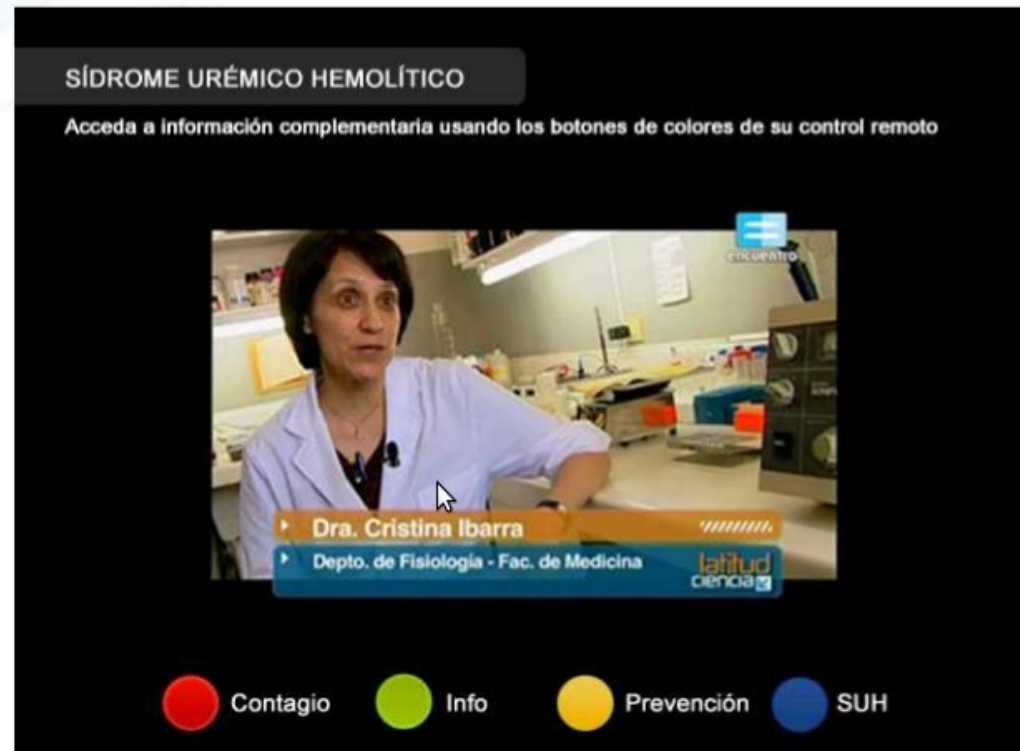 SÍDROME URÉMICO HEMOLÍTICO
Acceda a información complementaria usando los botones de colores de su control remoto
encuentro
Dra. Cristina Ibarra
Depto. de Fisiología - Fac. de Medicina
latitud
ciencia
Contagio
Info
Prevención
SUH